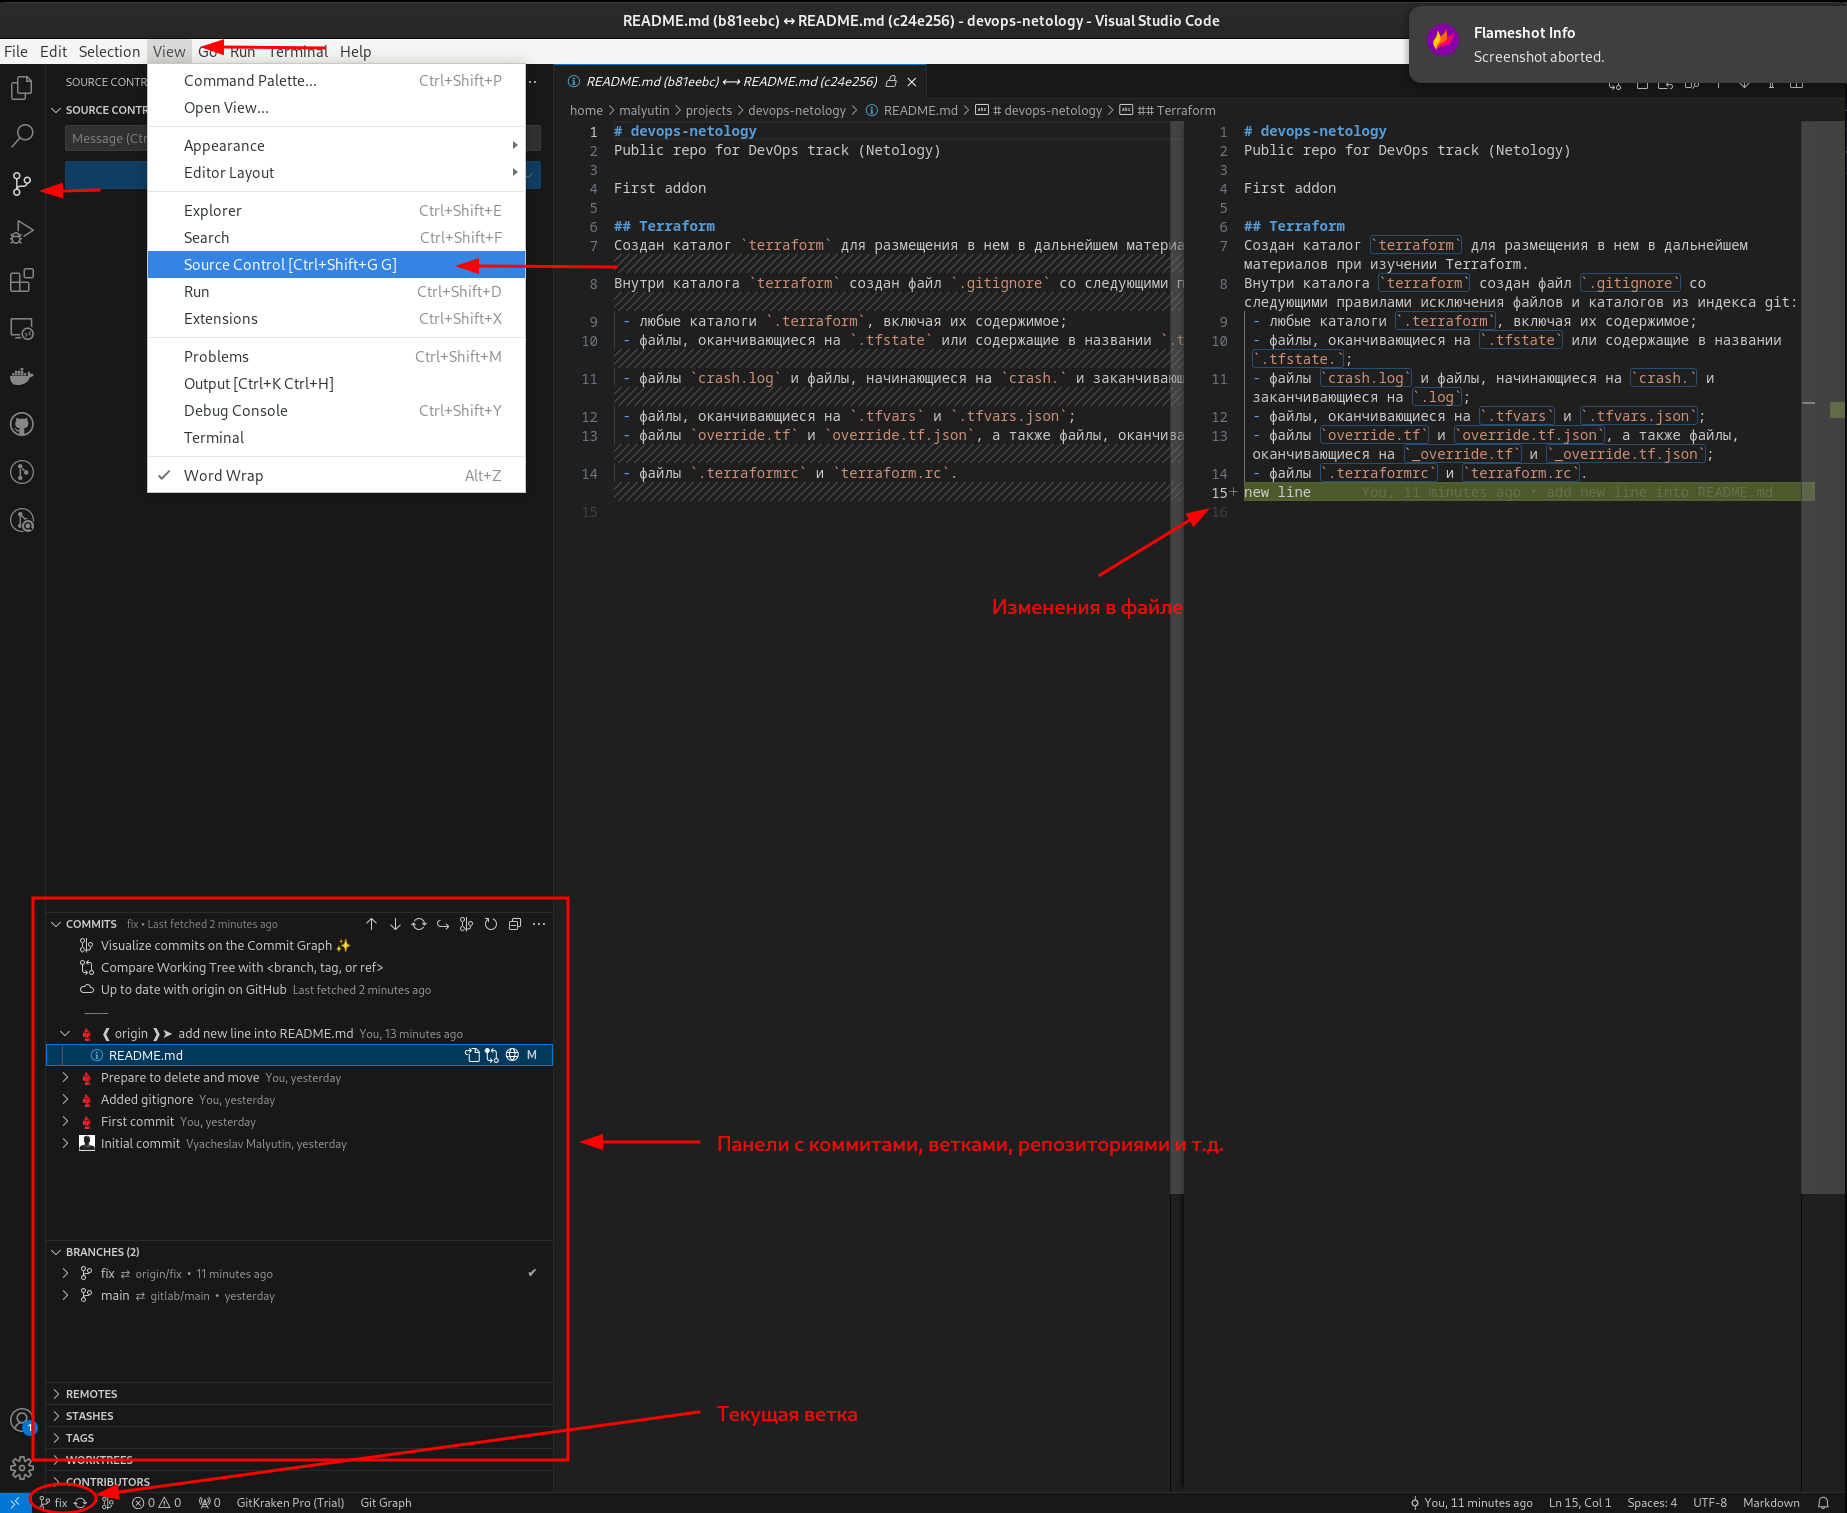 README.md (b81eebc) ↔ README.md (c24e256) - devops-netology - Visual Studio Code
Flameshot Info
Screenshot aborted.
File Edit Selection View Go Run Terminal Help
SOURCE CONTR
SOURCE CONTR
Message (Ctr
Command Palette... Ctrl+Shift+P
Open View...
Appearance
Editor Layout
Explorer Ctrl+Shift+E
Search Ctrl+Shift+F
Source Control [Ctrl+Shift+G G]
Run Ctrl+Shift+D
Extensions Ctrl+Shift+X
Problems Ctrl+Shift+M
Output [Ctrl+K Ctrl+H]
Debug Console Ctrl+Shift+Y
Terminal
Word Wrap Alt+Z
README.md (b81eebc) ⟷ README.md (c24e256)
home > malyutin > projects > devops-netology > README.md > # devops-netology > ## Terraform
1 # devops-netology
2 Public repo for DevOps track (Netology)
3
4 First addon
5
6 ## Terraform
7 Создан каталог `terraform` для размещения в нем в дальнейшем материа
8 Внутри каталога `terraform` создан файл `.gitignore` со следующими п
9 - любые каталоги `.terraform`, включая их содержимое;
10 - файлы, оканчивающиеся на `.tfstate` или содержащие в названии `.t
11 - файлы `crash.log` и файлы, начинающиеся на `crash.` и заканчивающ
12 - файлы, оканчивающиеся на `.tfvars` и `.tfvars.json`;
13 - файлы `override.tf` и `override.tf.json`, а также файлы, оканчива
14 - файлы `.terraformrc` и `terraform.rc`.
15
1 # devops-netology
2 Public repo for DevOps track (Netology)
3
4 First addon
5
6 ## Terraform
7 Создан каталог `terraform` для размещения в нем в дальнейшем
материалов при изучении Terraform.
8 Внутри каталога `terraform` создан файл `.gitignore` со
следующими правилами исключения файлов и каталогов из индекса git:
9 - любые каталоги `.terraform`, включая их содержимое;
10 - файлы, оканчивающиеся на `.tfstate` или содержащие в названии
`.tfstate.`;
11 - файлы `crash.log` и файлы, начинающиеся на `crash.` и
заканчивающиеся на `.log`;
12 - файлы, оканчивающиеся на `.tfvars` и `.tfvars.json`;
13 - файлы `override.tf` и `override.tf.json`, а также файлы,
оканчивающиеся на `_override.tf` и `_override.tf.json`;
14 - файлы `.terraformrc` и `terraform.rc`.
15+ new line You, 11 minutes ago • add new line into README.md
16
Изменения в файле
COMMITS fix • Last fetched 2 minutes ago
Visualize commits on the Commit Graph ✨
Compare Working Tree with <branch, tag, or ref>
Up to date with origin on GitHub Last fetched 2 minutes ago
❰ origin ❱➤ add new line into README.md You, 13 minutes ago
README.md M
Prepare to delete and move You, yesterday
Added gitignore You, yesterday
First commit You, yesterday
Initial commit Vyacheslav Malyutin, yesterday
Панели с коммитами, ветками, репозиториями и т.д.
BRANCHES (2)
fix ⇄ origin/fix • 11 minutes ago ✔
main ⇄ gitlab/main • yesterday
REMOTES
STASHES
TAGS
WORKTREES
CONTRIBUTORS
Текущая ветка
1
fix 0 0 0 GitKraken Pro (Trial) Git Graph
You, 11 minutes ago Ln 15, Col 1 Spaces: 4 UTF-8 Markdown